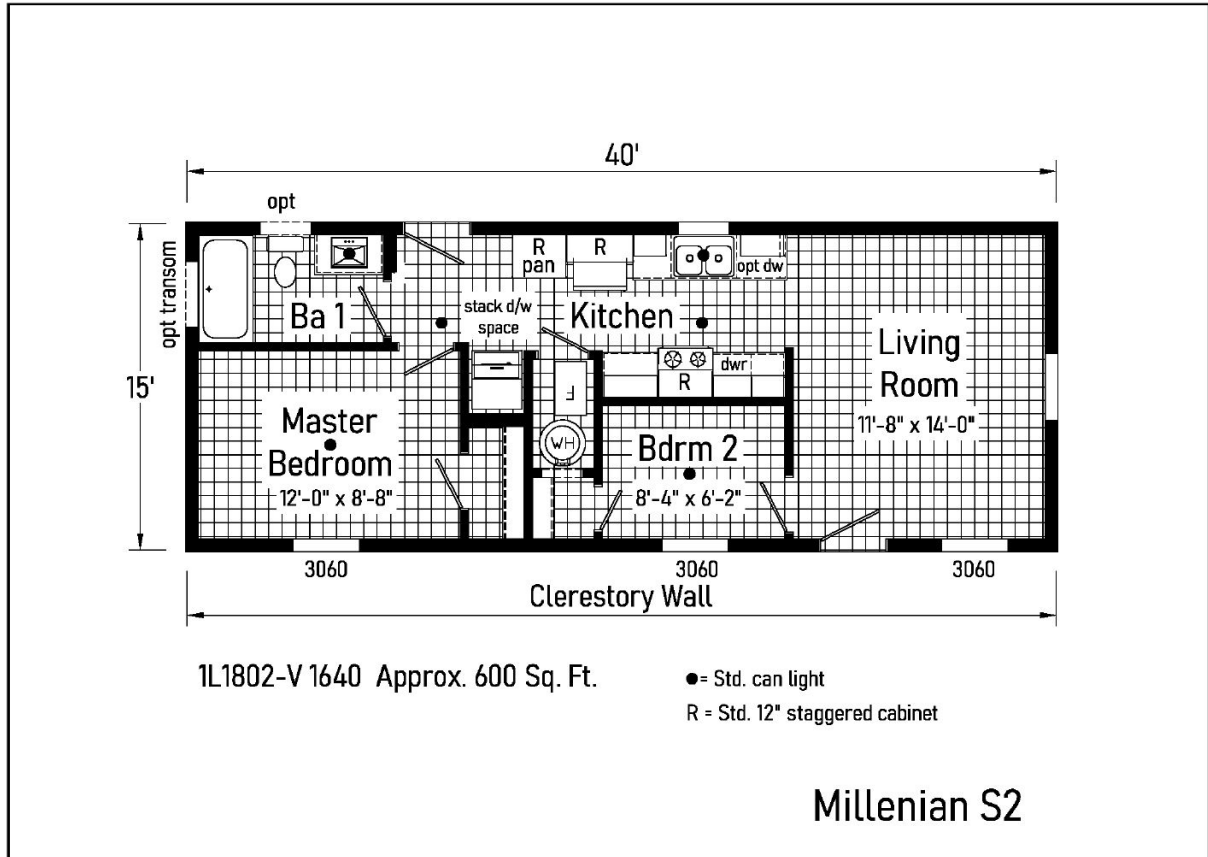 40'
opt
opt transom
15'
R
pan
R
opt dw
Ba 1
stack d/w
space
Kitchen
Living
Room
11'-8" x 14'-0"
R
dwr
F
WH
Master
Bedroom
12'-0" x 8'-8"
Bdrm 2
8'-4" x 6'-2"
3060
3060
3060
Clerestory Wall
1L1802-V 1640 Approx. 600 Sq. Ft.
●= Std. can light
R = Std. 12" staggered cabinet
Millenian S2